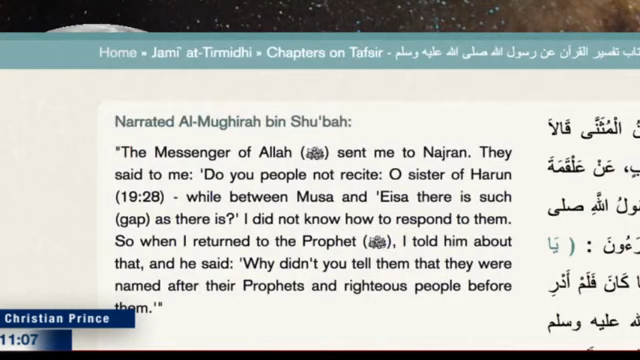 Home » Jami` at-Tirmidhi » Chapters on Tafsir - كتاب تفسير القرآن عن رسول الله صلى الله عليه وسلم
Narrated Al-Mughirah bin Shu'bah:
"The Messenger of Allah (ﷺ) sent me to Najran. They
said to me: 'Do you people not recite: O sister of Harun
(19:28) - while between Musa and 'Eisa there is such
(gap) as there is?' I did not know how to respond to them.
So when I returned to the Prophet (ﷺ), I told him about
that, and he said: 'Why didn't you tell them that they were
named after their Prophets and righteous people before
them.'"
الْمُثَنَّى قَالاَ
عَنْ عَلْقَمَةَ
اللَّهِ صلى
: ( يَا
كَانَ فَلَمْ أَدْرِ
الله عليه وسلم
Christian Prince
11:07